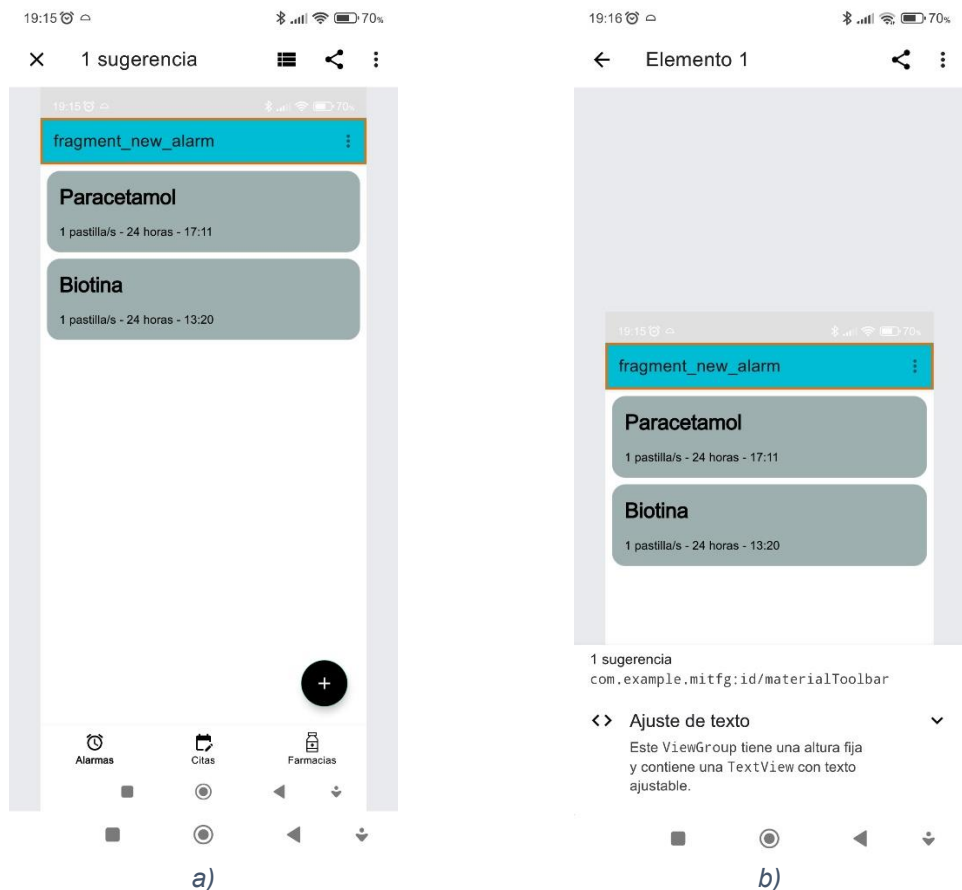 19:15 70%
1 sugerencia
19:15 70%
fragment_new_alarm
Paracetamol
1 pastilla/s - 24 horas - 17:11
Biotina
1 pastilla/s - 24 horas - 13:20
+
Alarmas Citas Farmacias
a)
19:16 70%
Elemento 1
19:15 70%
fragment_new_alarm
Paracetamol
1 pastilla/s - 24 horas - 17:11
Biotina
1 pastilla/s - 24 horas - 13:20
1 sugerencia
com.example.mitfg:id/materialToolbar
<> Ajuste de texto
Este ViewGroup tiene una altura fija
y contiene una TextView con texto
ajustable.
b)